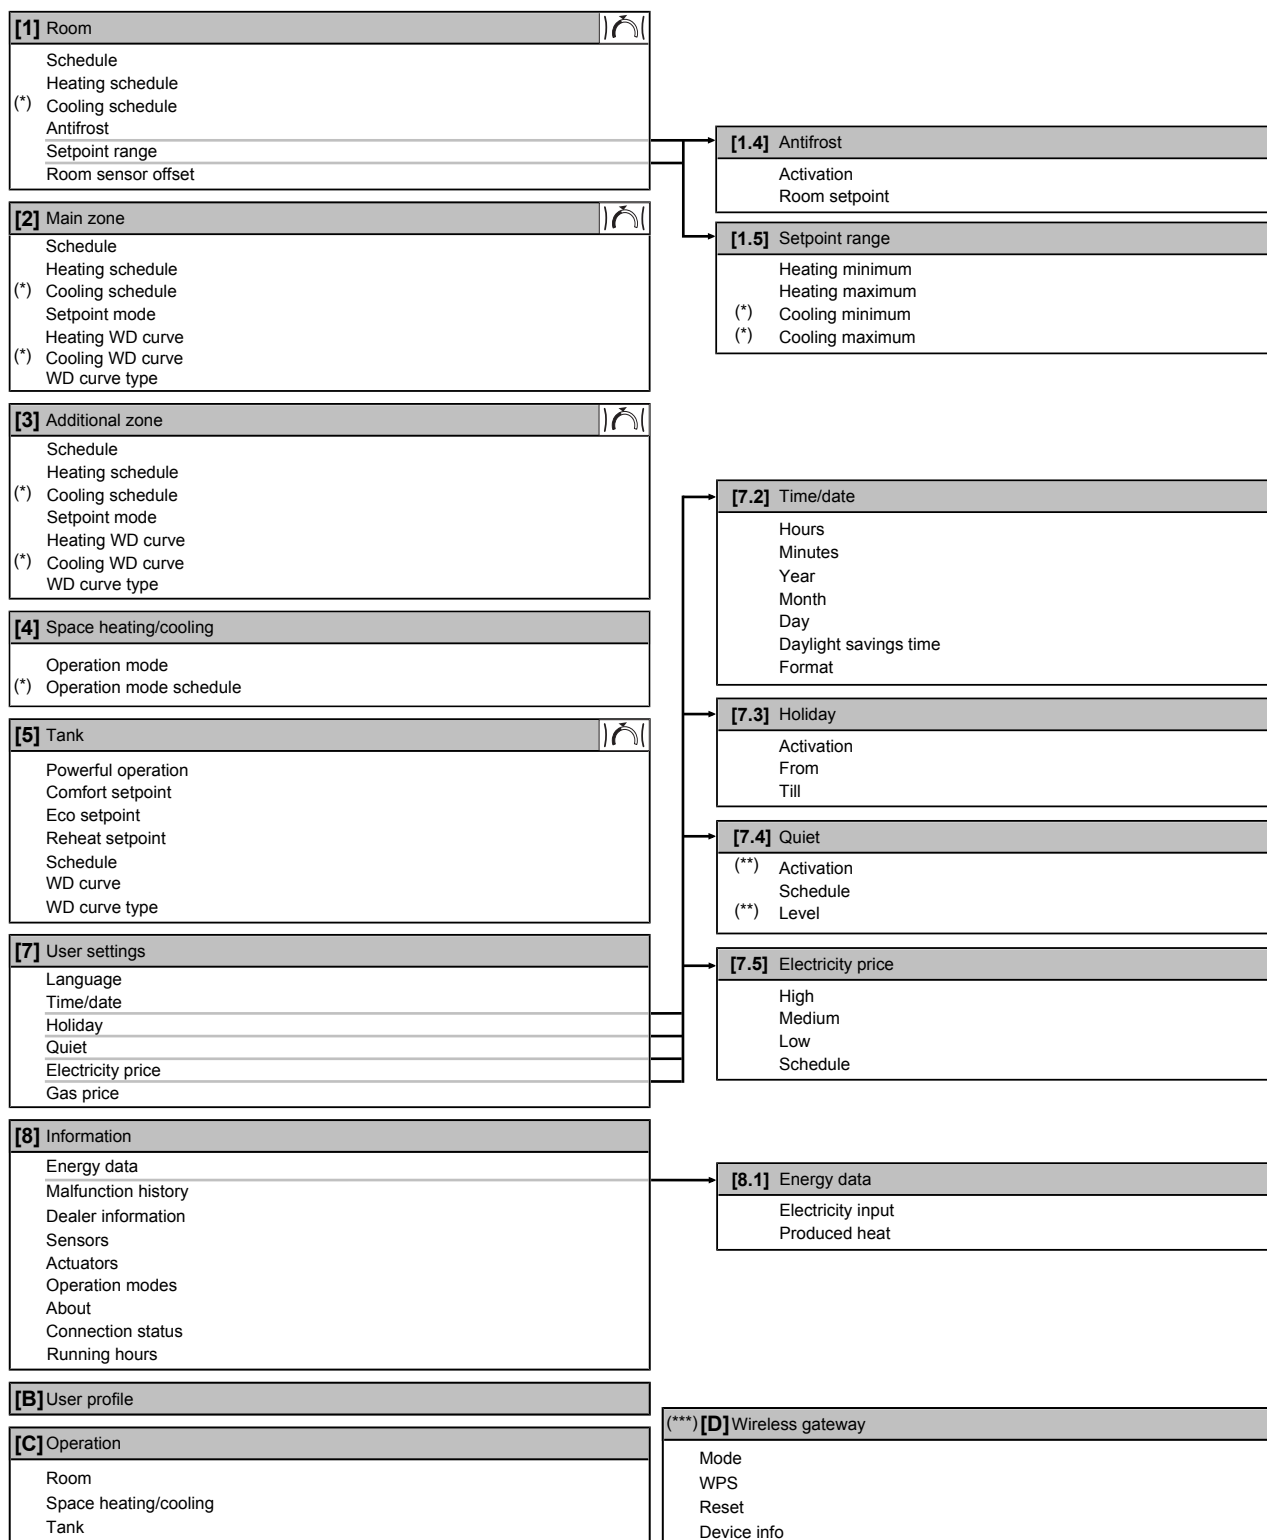 [1] Room
Schedule
Heating schedule
(*) Cooling schedule
Antifrost
Setpoint range
Room sensor offset
[1.4] Antifrost
Activation
Room setpoint
[1.5] Setpoint range
Heating minimum
Heating maximum
(*) Cooling minimum
(*) Cooling maximum
[2] Main zone
Schedule
Heating schedule
(*) Cooling schedule
Setpoint mode
Heating WD curve
(*) Cooling WD curve
WD curve type
[3] Additional zone
Schedule
Heating schedule
(*) Cooling schedule
Setpoint mode
Heating WD curve
(*) Cooling WD curve
WD curve type
[4] Space heating/cooling
Operation mode
(*) Operation mode schedule
[5] Tank
Powerful operation
Comfort setpoint
Eco setpoint
Reheat setpoint
Schedule
WD curve
WD curve type
[7] User settings
Language
Time/date
Holiday
Quiet
Electricity price
Gas price
[7.2] Time/date
Hours
Minutes
Year
Month
Day
Daylight savings time
Format
[7.3] Holiday
Activation
From
Till
[7.4] Quiet
(**) Activation
Schedule
(**) Level
[7.5] Electricity price
High
Medium
Low
Schedule
[8] Information
Energy data
Malfunction history
Dealer information
Sensors
Actuators
Operation modes
About
Connection status
Running hours
[8.1] Energy data
Electricity input
Produced heat
[B] User profile
[C] Operation
Room
Space heating/cooling
Tank
(***) [D] Wireless gateway
Mode
WPS
Reset
Device info